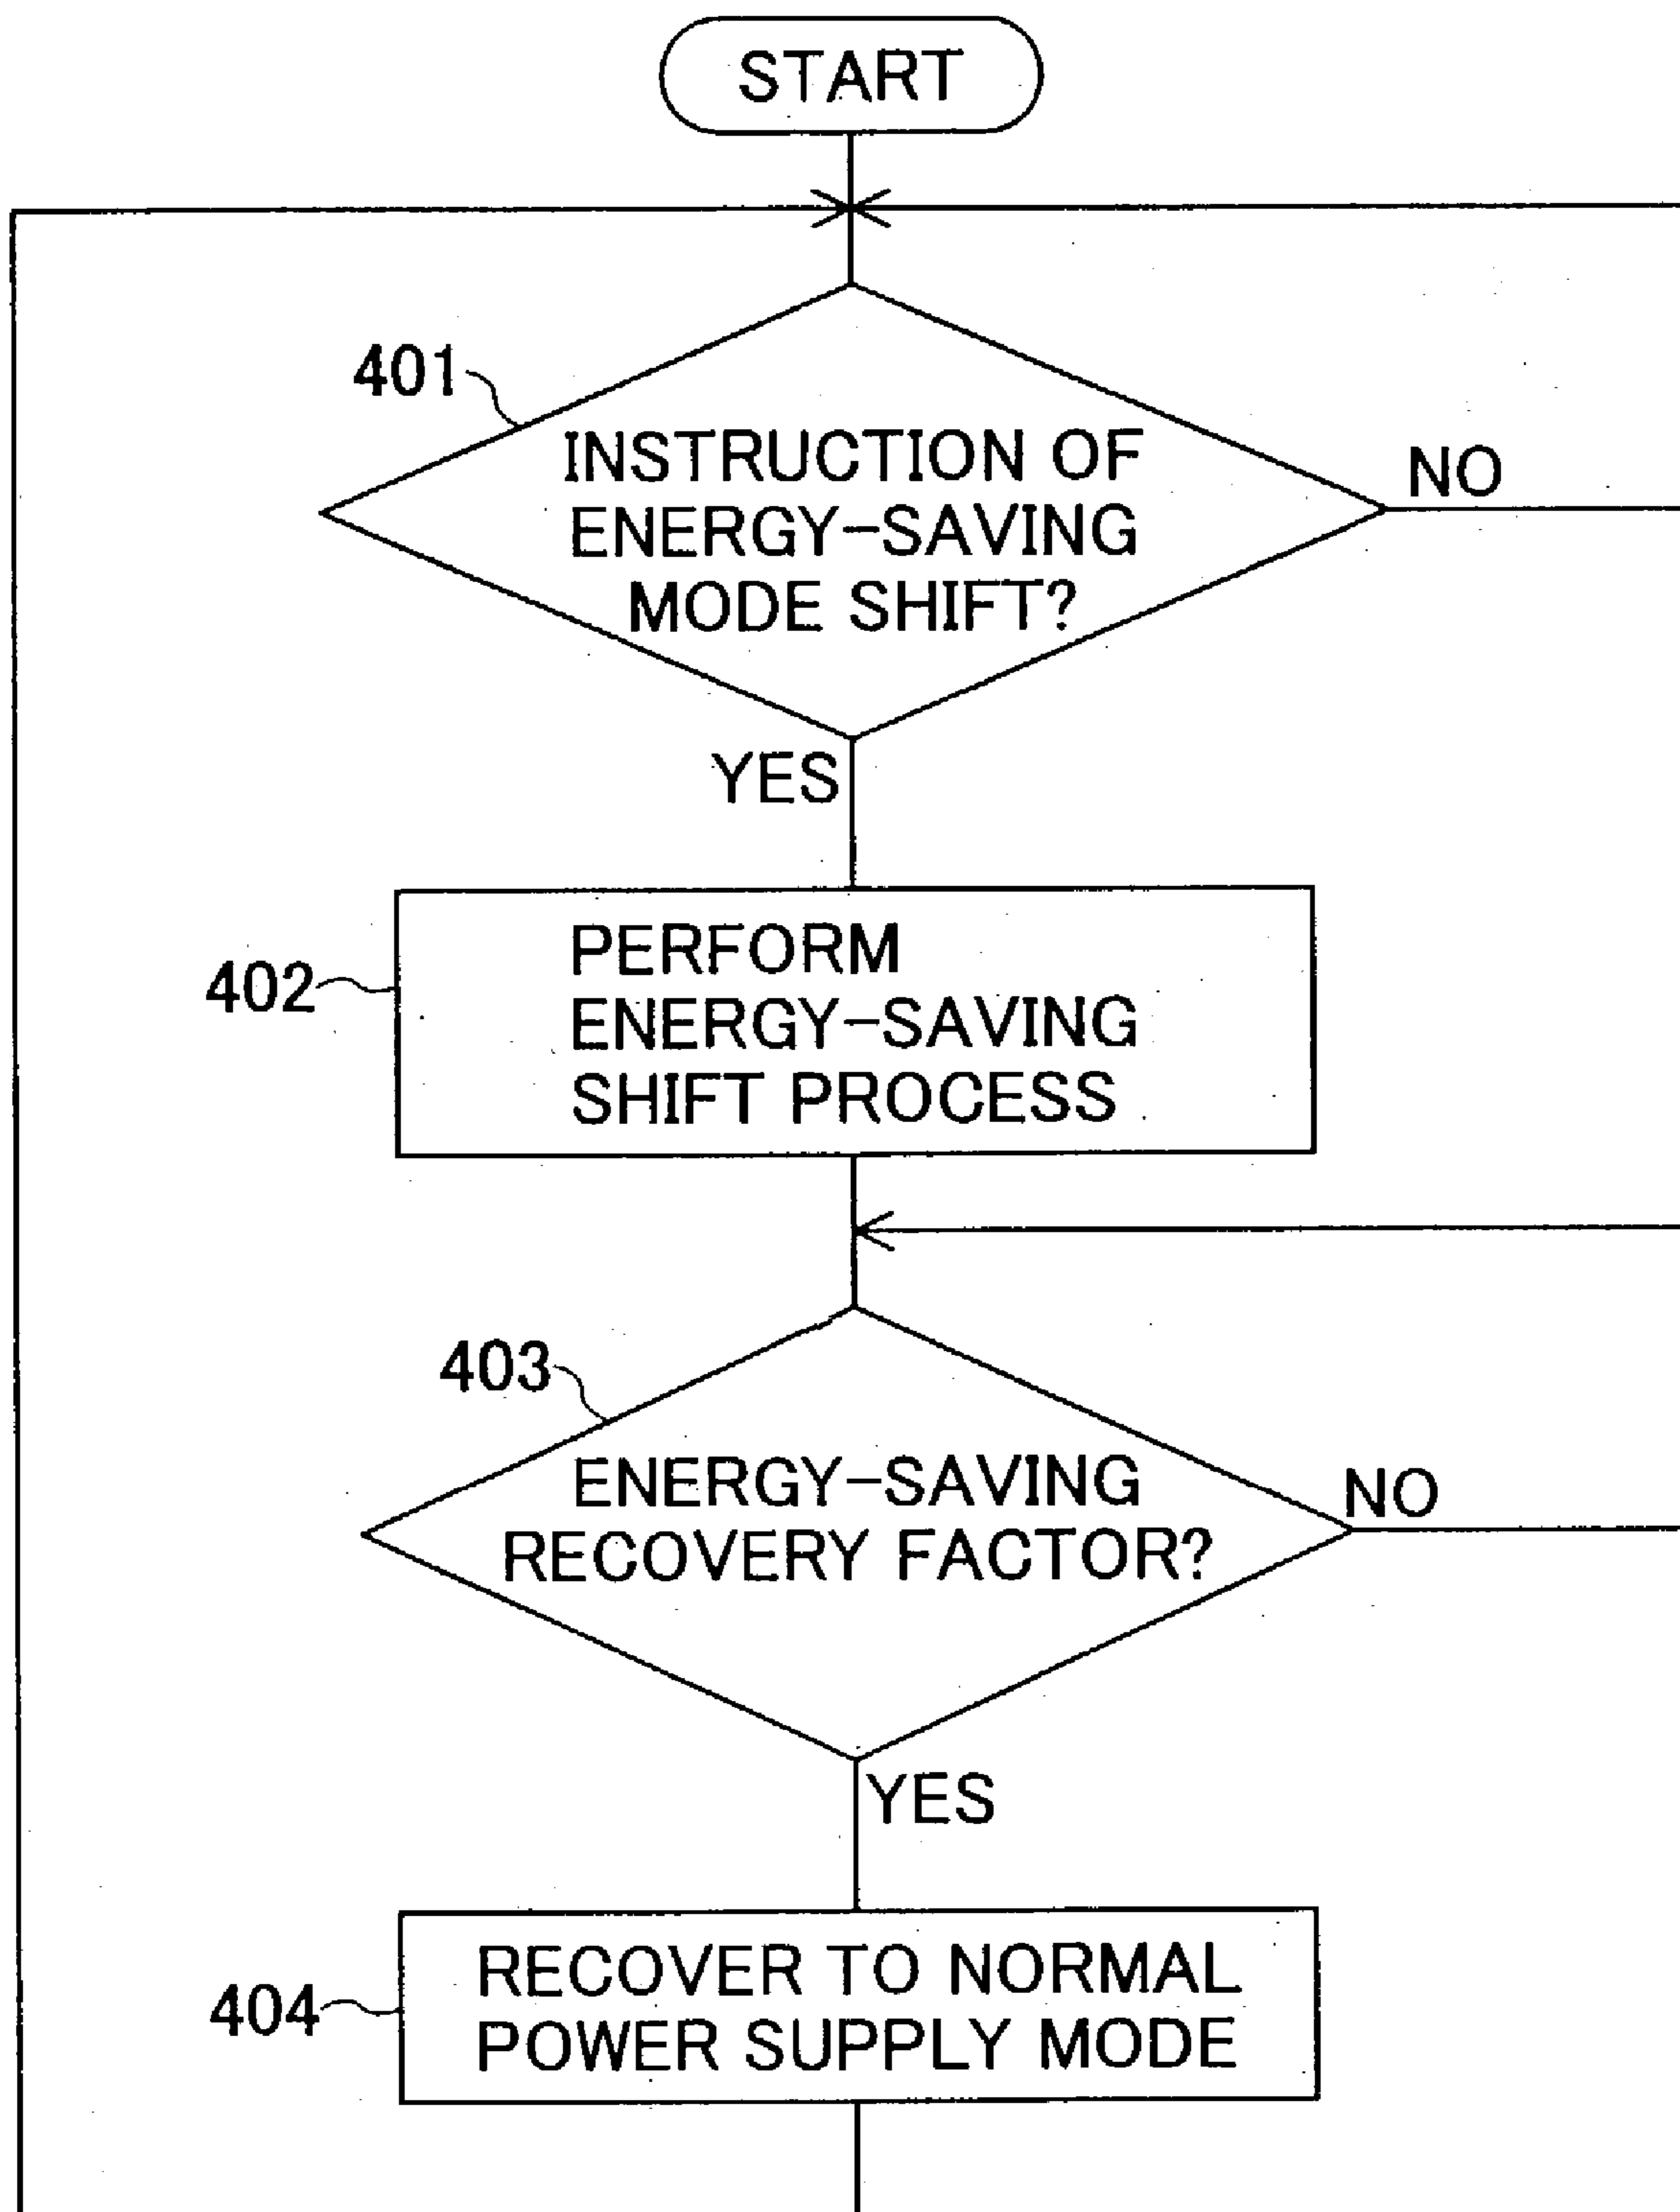 START
401
INSTRUCTION OF
ENERGY-SAVING
MODE SHIFT?
NO
YES
402
PERFORM
ENERGY-SAVING
SHIFT PROCESS
403
ENERGY-SAVING
RECOVERY FACTOR?
NO
YES
404
RECOVER TO NORMAL
POWER SUPPLY MODE